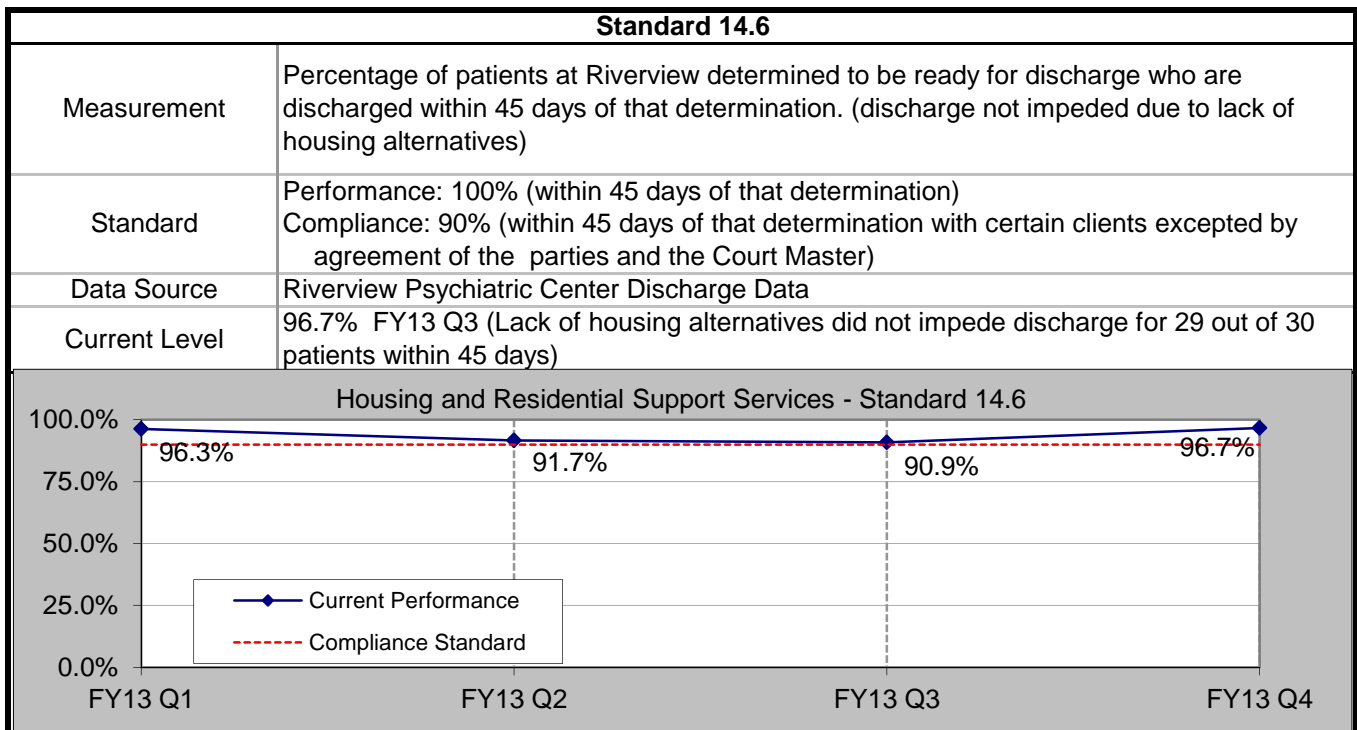 Standard 14.6
Measurement
Percentage of patients at Riverview determined to be ready for discharge who are
discharged within 45 days of that determination. (discharge not impeded due to lack of
housing alternatives)
Standard
Performance: 100% (within 45 days of that determination)
Compliance: 90% (within 45 days of that determination with certain clients excepted by
agreement of the parties and the Court Master)
Data Source
Riverview Psychiatric Center Discharge Data
Current Level
96.7% FY13 Q3 (Lack of housing alternatives did not impede discharge for 29 out of 30
patients within 45 days)
Housing and Residential Support Services - Standard 14.6
100.0%
75.0%
50.0%
25.0%
0.0%
96.3%
91.7%
90.9%
96.7%
Current Performance
Compliance Standard
FY13 Q1
FY13 Q2
FY13 Q3
FY13 Q4